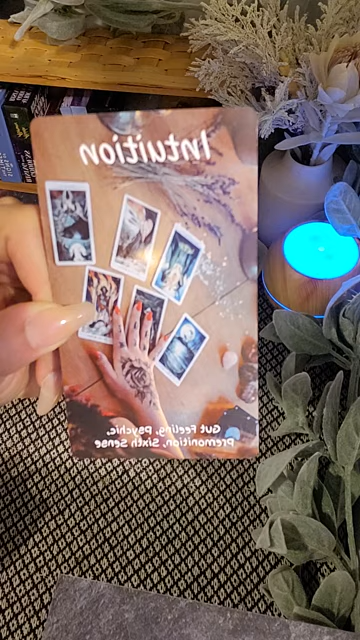 Intuition
Gut Feeling, Psychic,
Premonition, Sixth Sense